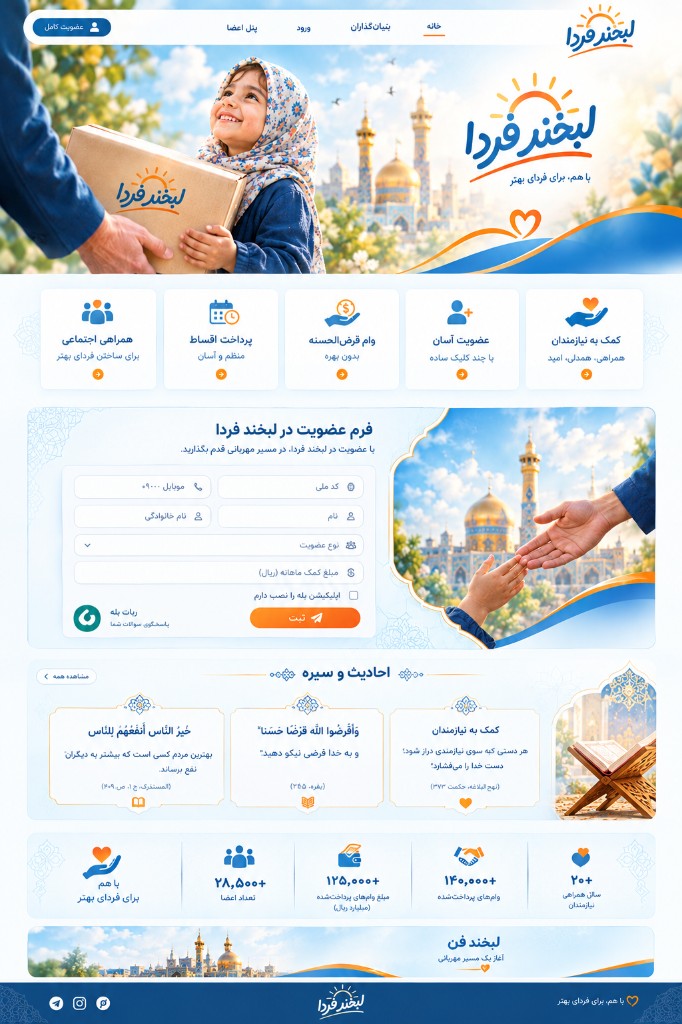 خانه
بنیان‌گذاران
ورود
پنل اعضا
عضویت کامل
لبخند فردا
لبخند فردا
با هم، برای فردای بهتر
لبخند فردا
کمک به نیازمندان
همراهی، همدلی، امید
عضویت آسان
با چند کلیک ساده
وام قرض‌الحسنه
بدون بهره
پرداخت اقساط
منظم و آسان
همراهی اجتماعی
برای ساختن فردای بهتر
فرم عضویت در لبخند فردا
با عضویت در لبخند فردا، در مسیر مهربانی قدم بگذارید.
کد ملی
موبایل ۰۹۰۰۰
نام
نام خانوادگی
نوع عضویت
مبلغ کمک ماهانه (ریال)
اپلیکیشن بله را نصب دارم
ثبت
ربات بله
پاسخگوی سوالات شما
احادیث و سیره
مشاهده همه
کمک به نیازمندان
هر دستی که سوی نیازمندی دراز شود؛
دست خدا را می‌فشارد؛
(نهج البلاغه، حکمت ۳۷۳)
وَأَقْرِضُوا اللَّه قَرْضًا حَسَنًا
و به خدا قرضی نیکو دهید
(بقره، ۲۴۵)
خَیرُ النّاس أَنفَعُهُمْ لِلنّاس
بهترین مردم کسی است که بیشتر به دیگران
نفع برساند.
(المستدرک، ج ۱، ص. ۴۰۹)
۲۰+
سال همراهی
نیازمندان
۱۴۰,۰۰۰+
وام‌های پرداخت‌شده
۱۲۵,۰۰۰+
مبلغ وام‌های پرداخت‌شده
(میلیارد ریال)
۲۸,۵۰۰+
تعداد اعضا
با هم
برای فردای بهتر
لبخند فن
آغاز یک مسیر مهربانی
با هم، برای فردای بهتر
لبخند فردا